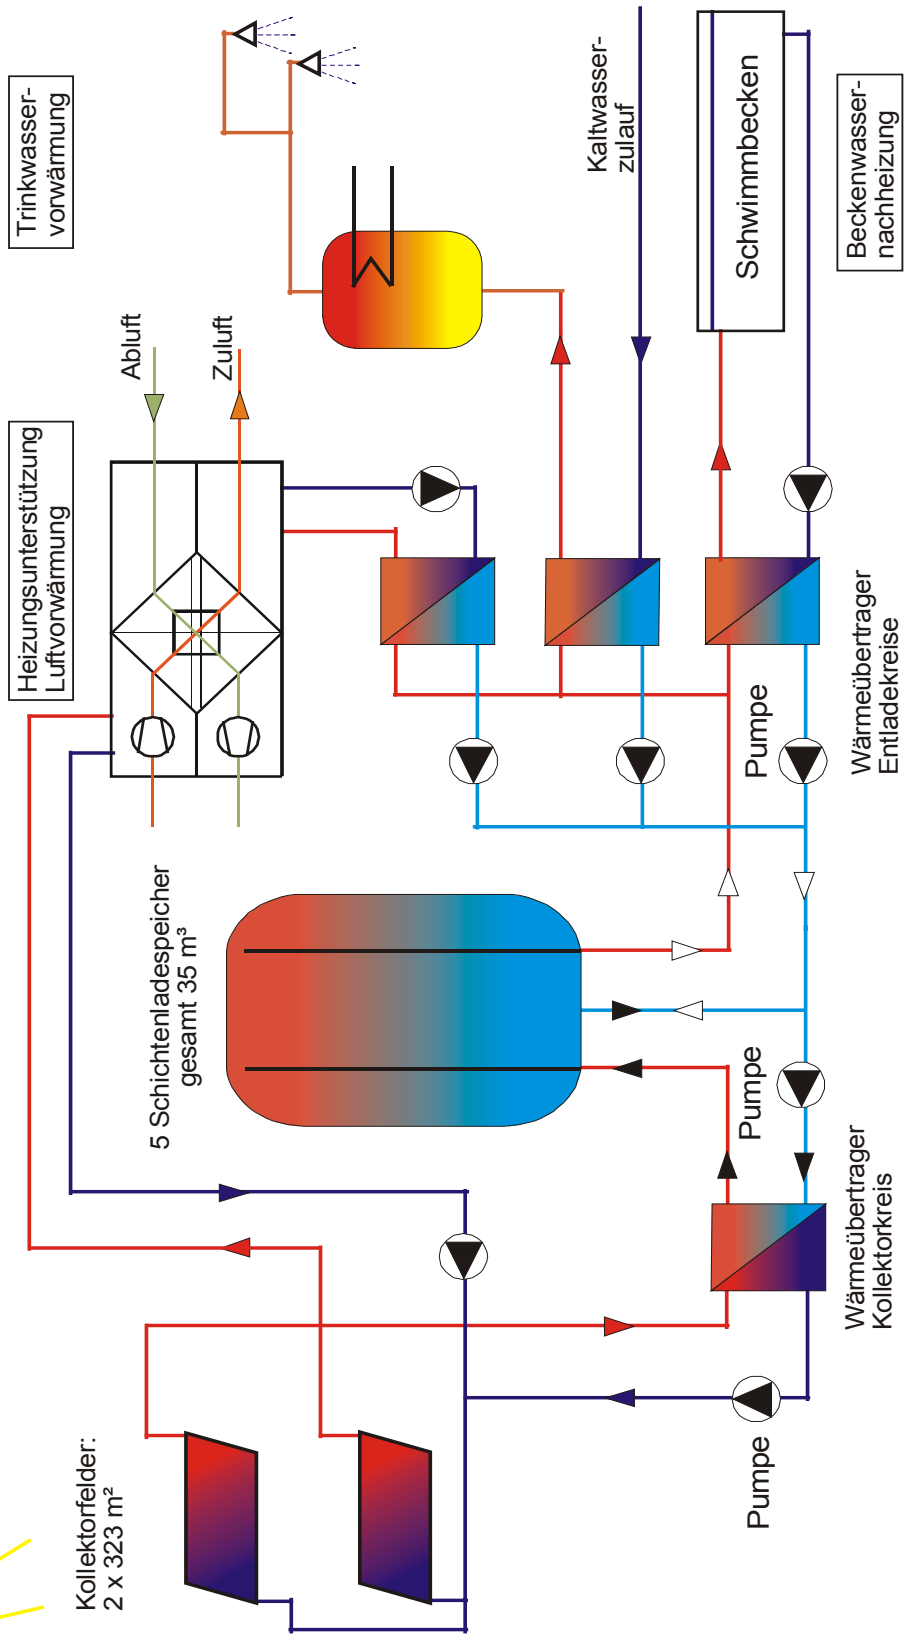 Kollektorfelder:
2 x 323 m²
5 Schichtenladespeicher
gesamt 35 m³
Heizungsunterstützung
Luftvorwärmung
Abluft
Zuluft
Trinkwasser-
vorwärmung
Kaltwasser-
zulauf
Schwimmbecken
Beckenwasser-
nachheizung
Pumpe
Wärmeübertrager
Kollektorkreis
Pumpe
Pumpe
Wärmeübertrager
Entladekreise